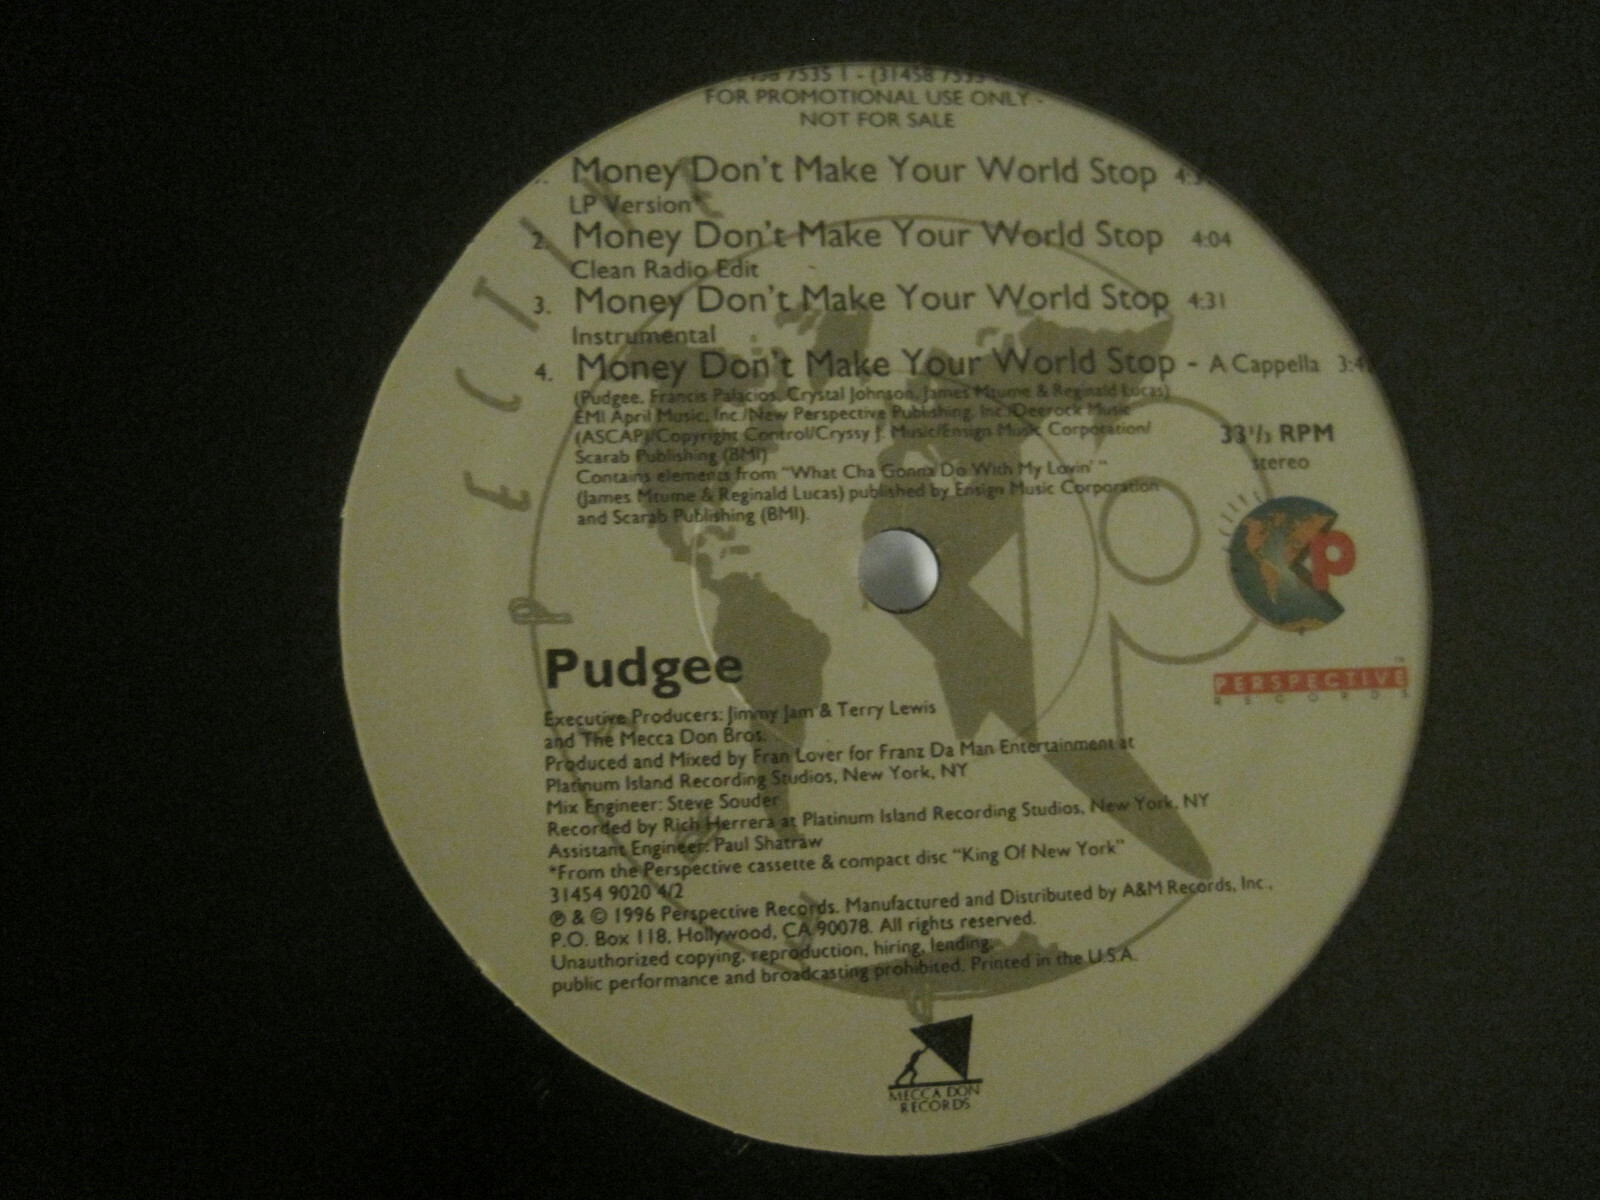 FOR PROMOTIONAL USE ONLY -
NOT FOR SALE
Money Don't Make Your World Stop
LP Version*
2. Money Don't Make Your World Stop 4:04
Clean Radio Edit
3. Money Don't Make Your World Stop 4:31
Instrumental
4. Money Don't Make Your World Stop - A Cappella
(Pudgee, Francis Palacios, Crystal Johnson, James Mtume & Reginald Lucas)
EMI April Music, Inc./New Perspective Publishing, Inc./Deerock Music
(ASCAP)/Copyright Control/Cryssy J. Music/Ensign Music Corporation/
Scarab Publishing (BMI)
Contains elements from "What Cha Gonna Do With My Lovin' "
(James Mtume & Reginald Lucas) published by Ensign Music Corporation
and Scarab Publishing (BMI).
33 1/3 RPM
stereo
P
PERSPECTIVE
RECORDS
Pudgee
Executive Producers: Jimmy Jam & Terry Lewis
and The Mecca Don Bros.
Produced and Mixed by Fran Lover for Franz Da Man Entertainment at
Platinum Island Recording Studios, New York, NY
Mix Engineer: Steve Souder
Recorded by Rich Herrera at Platinum Island Recording Studios, New York, NY
Assistant Engineer: Paul Shatraw
*From the Perspective cassette & compact disc "King Of New York"
31454 9020 4/2
℗ & © 1996 Perspective Records. Manufactured and Distributed by A&M Records, Inc.,
P.O. Box 118, Hollywood, CA 90078. All rights reserved.
Unauthorized copying, reproduction, hiring, lending,
public performance and broadcasting prohibited. Printed in the U.S.A.
MECCA DON
RECORDS